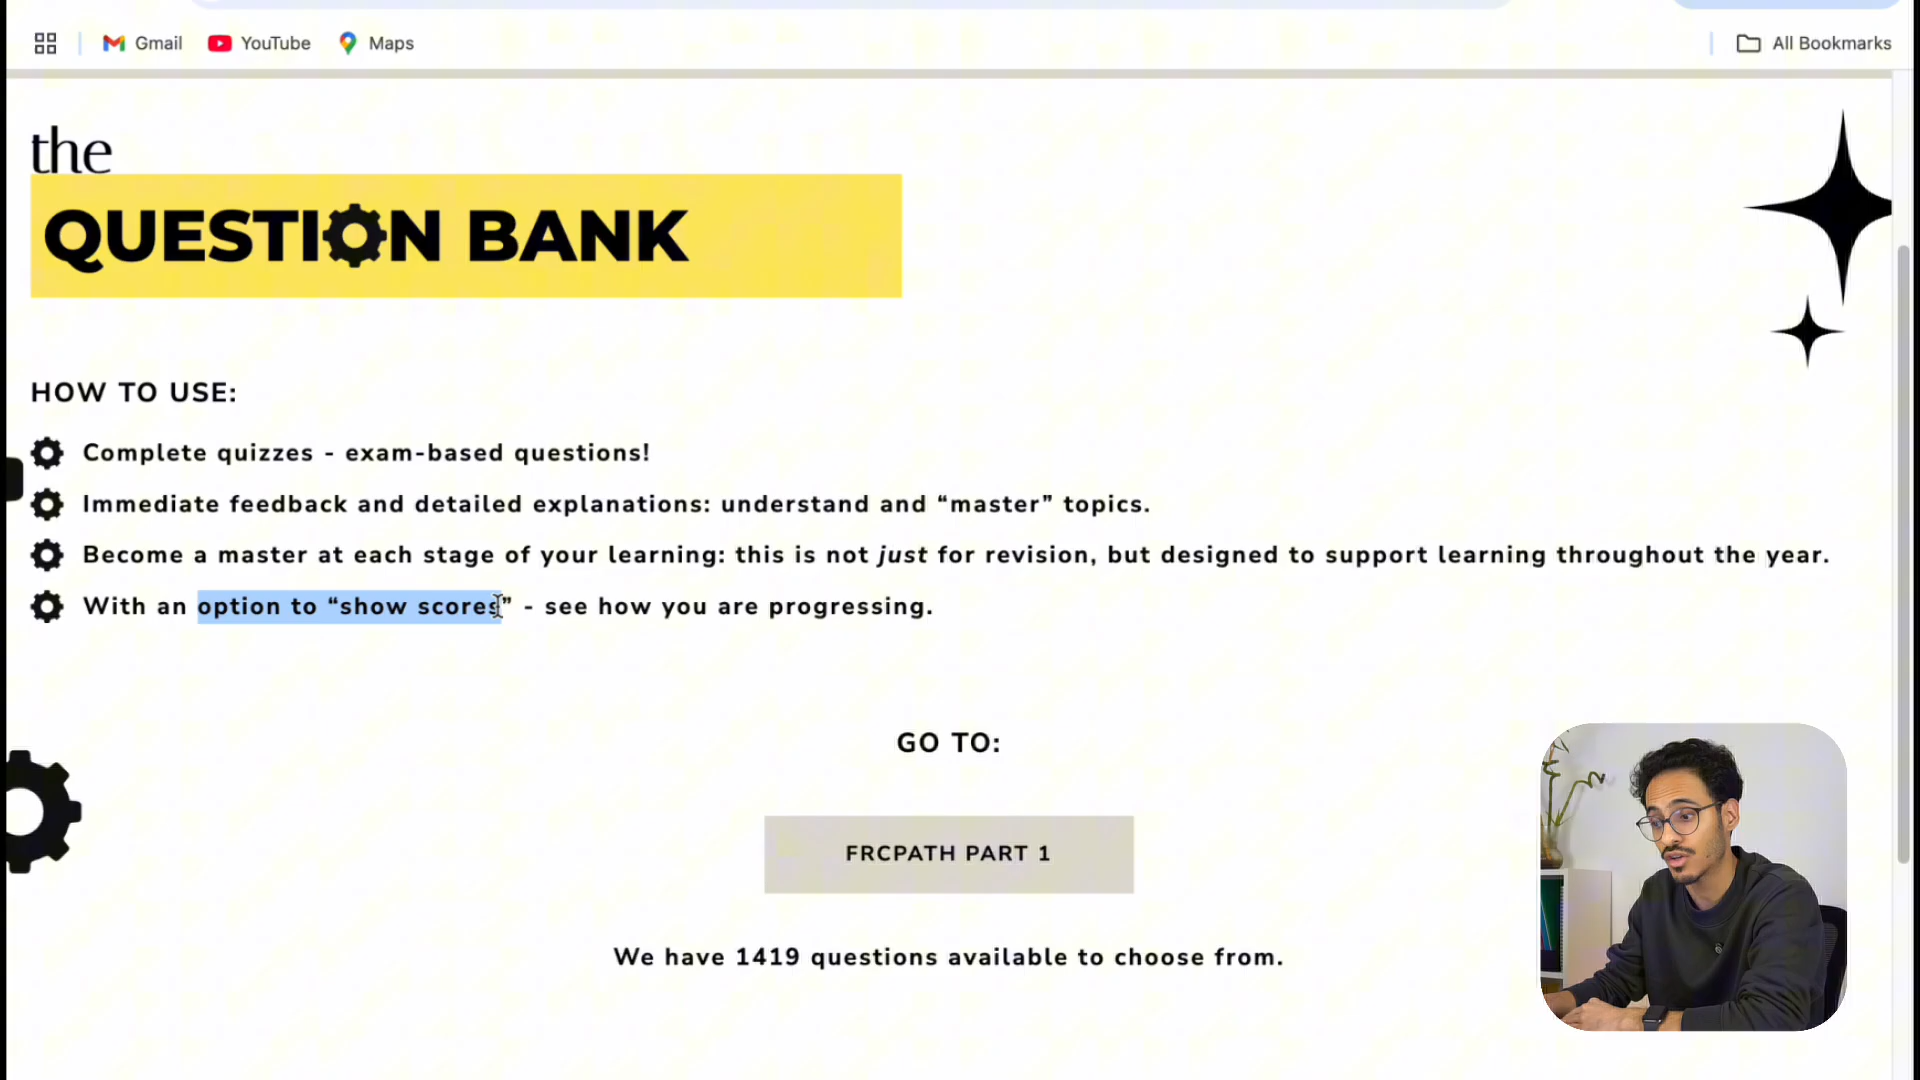 Gmail
YouTube
Maps
All Bookmarks
the
QUESTION BANK
HOW TO USE:
Complete quizzes - exam-based questions!
Immediate feedback and detailed explanations: understand and “master” topics.
Become a master at each stage of your learning: this is not just for revision, but designed to support learning throughout the year.
With an option to “show scores” - see how you are progressing.
GO TO:
FRCPATH PART 1
We have 1419 questions available to choose from.